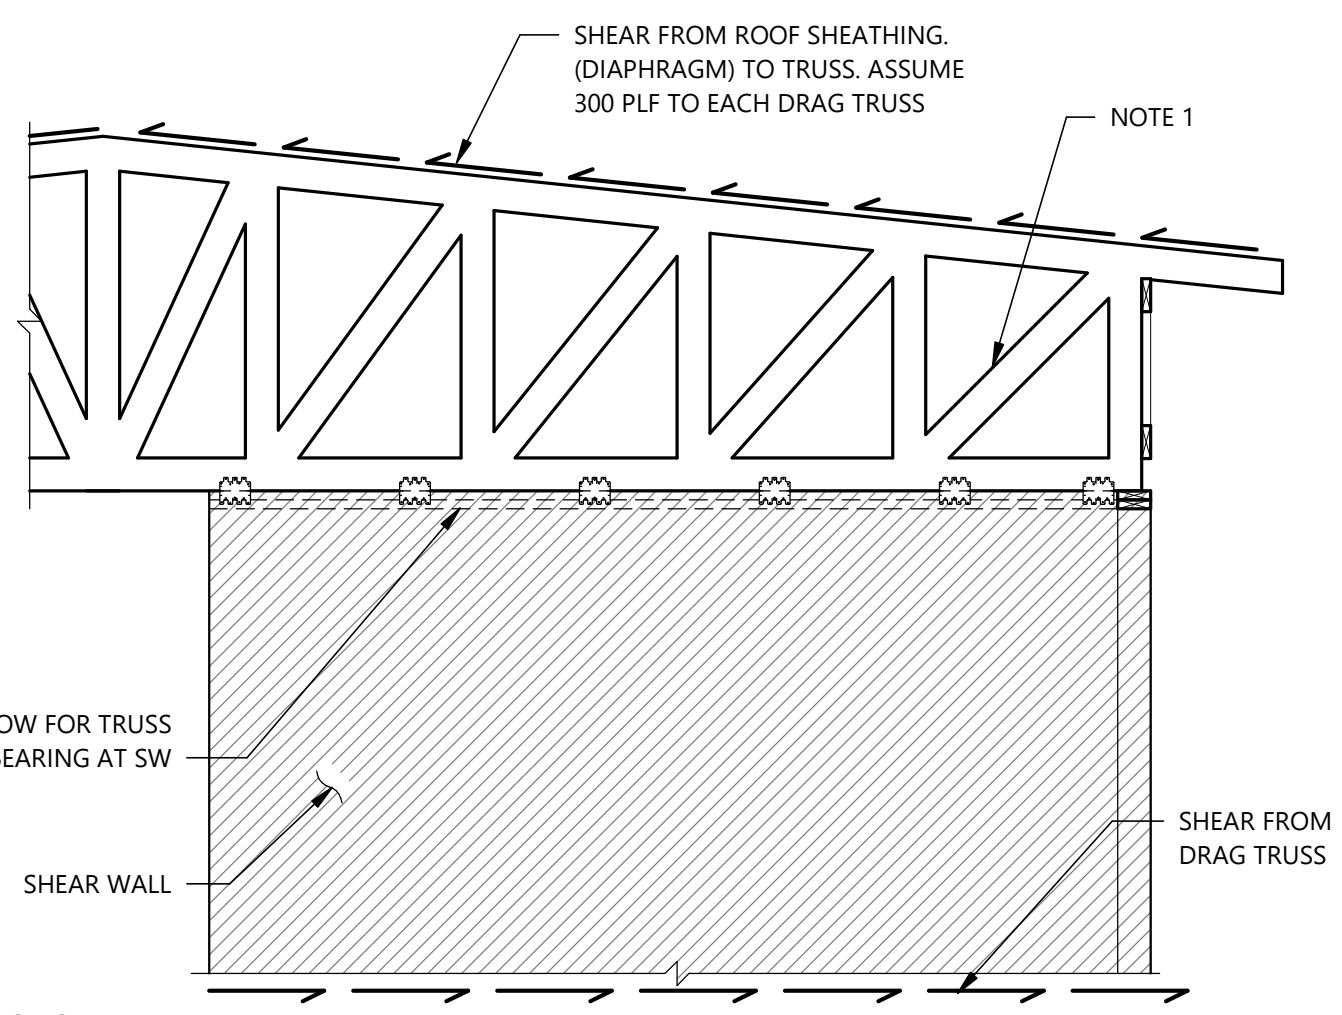 SHEAR FROM ROOF SHEATHING.
(DIAPHRAGM) TO TRUSS. ASSUME
300 PLF TO EACH DRAG TRUSS
NOTE 1
OW FOR TRUSS
BEARING AT SW
SHEAR WALL
SHEAR FROM
DRAG TRUSS